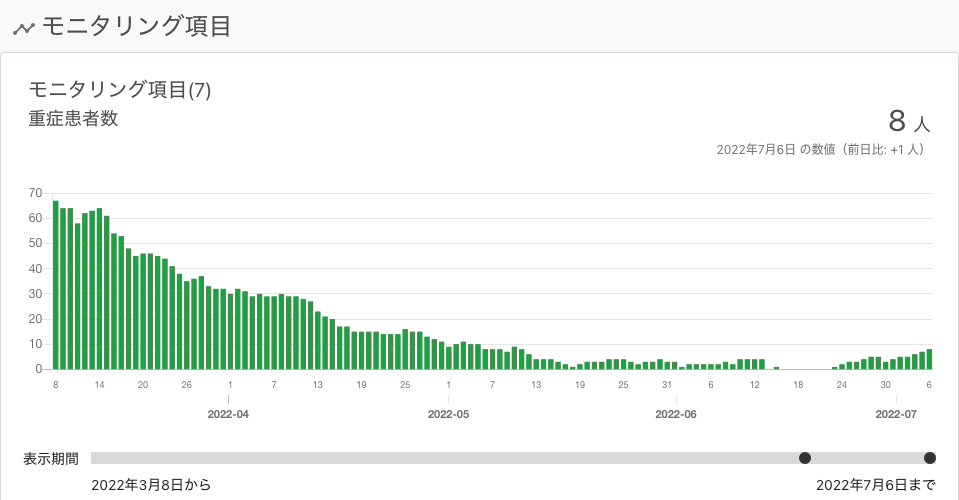 モニタリング項目
モニタリング項目(7)
重症患者数
8 人
2022年7月6日 の数値（前日比: +1 人）
70
60
50
40
30
20
10
0
8 14 20 26 1 7 13 19 25 1 7 13 19 25 31 6 12 18 24 30 6
2022-04 2022-05 2022-06 2022-07
表示期間
2022年3月8日から 2022年7月6日まで